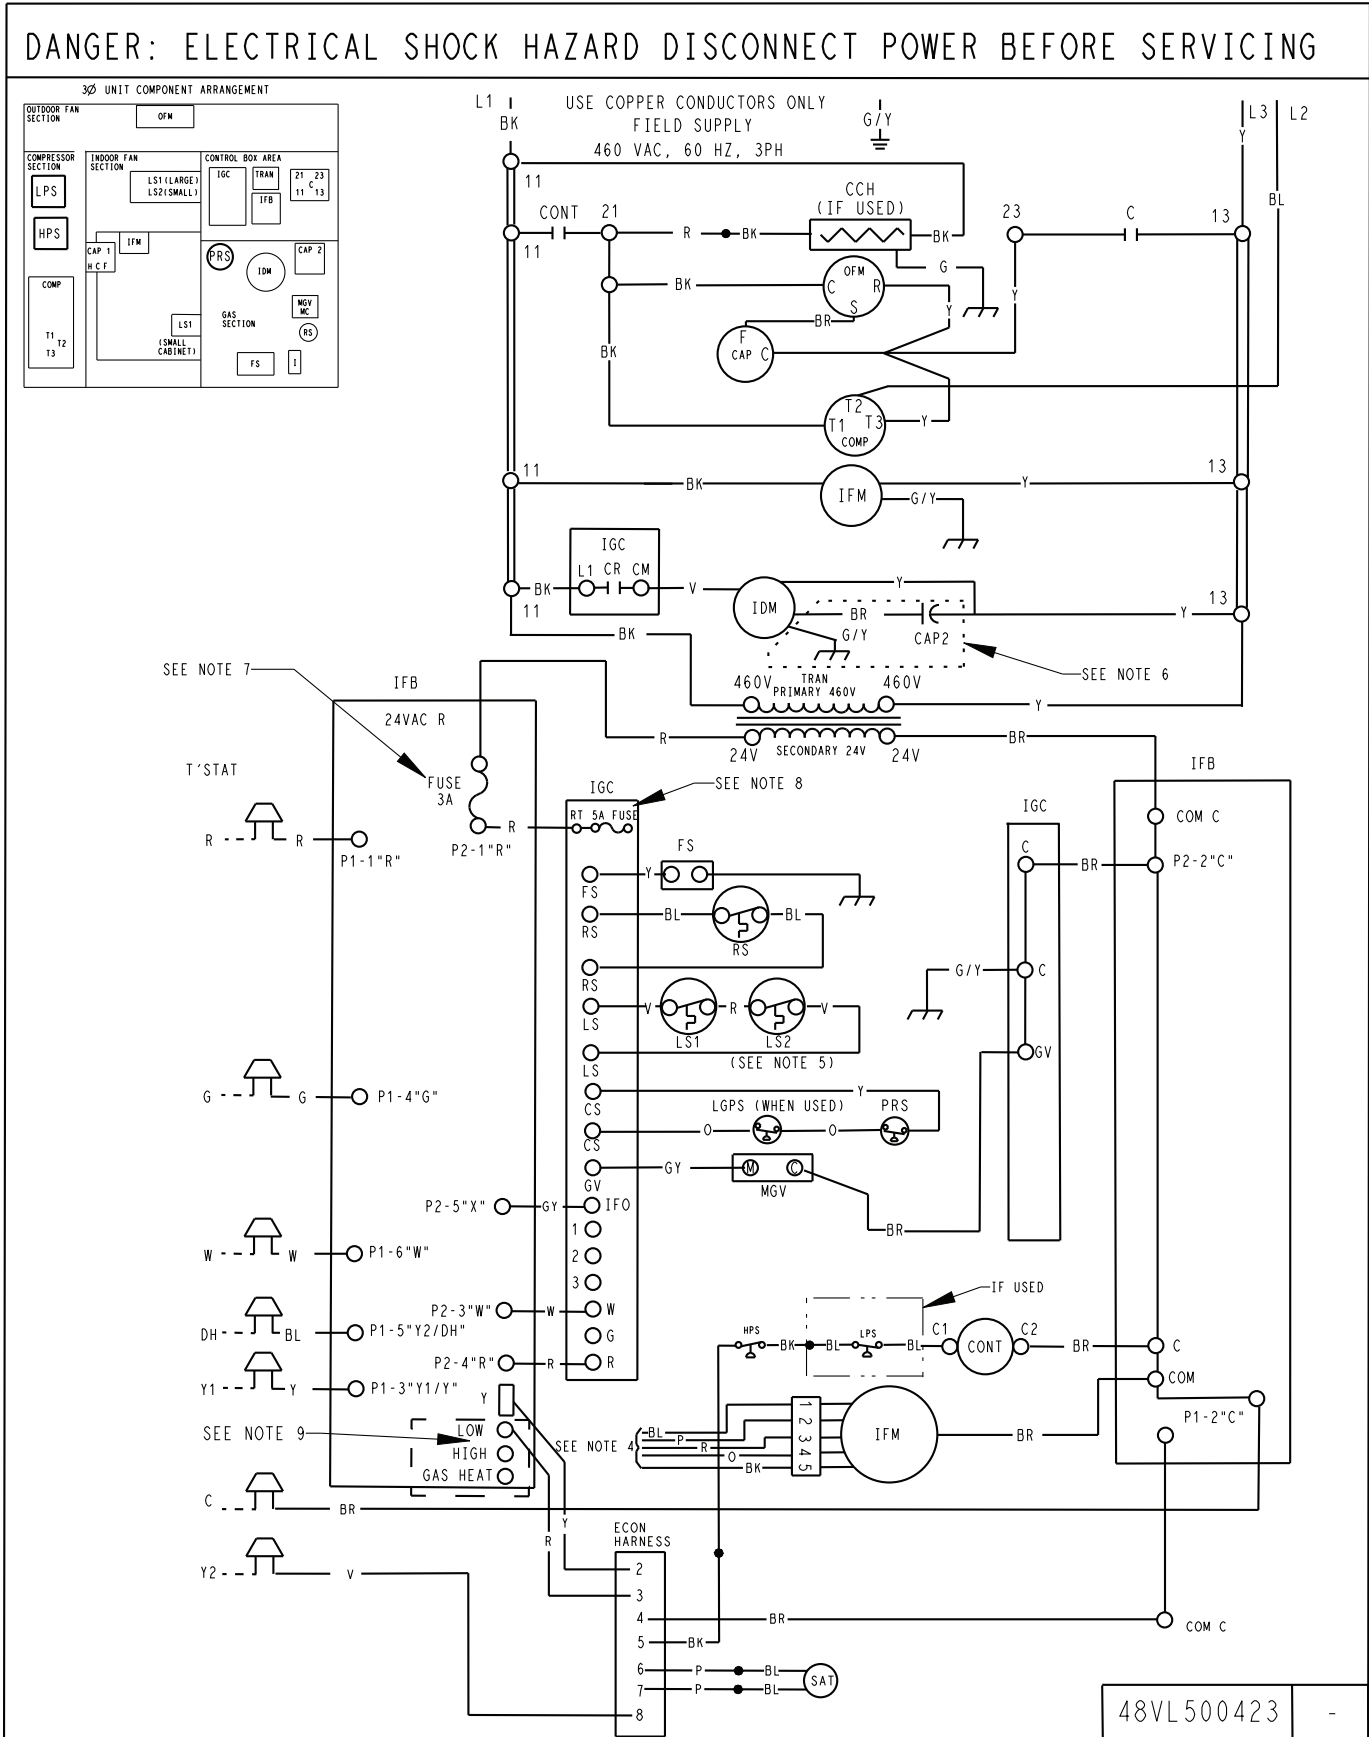 DANGER: ELECTRICAL SHOCK HAZARD DISCONNECT POWER BEFORE SERVICING
3Ø UNIT COMPONENT ARRANGEMENT
OUTDOOR FAN
SECTION
OFM
COMPRESSOR
SECTION
LPS
HPS
COMP
T1
T2
T3
INDOOR FAN
SECTION
LS1(LARGE)
LS2(SMALL)
IFM
CAP 1
H C F
LS1
(SMALL
CABINET)
CONTROL BOX AREA
IGC
TRAN
IFB
21 23
C
11 13
PRS
IDM
CAP 2
GAS
SECTION
MGV
MC
RS
FS
I
L1
BK
USE COPPER CONDUCTORS ONLY
FIELD SUPPLY
460 VAC, 60 HZ, 3PH
G/Y
L3
L2
Y
BL
11
CCH
(IF USED)
CONT
21
R
BK
BK
23
C
13
11
G
BK
OFM
C
R
S
Y
Y
BR
F
CAP C
BK
T2
T1
T3
COMP
Y
11
BK
IFM
G/Y
Y
13
IGC
L1 CR CM
BK
V
IDM
Y
BR
CAP2
G/Y
Y
13
11
BK
SEE NOTE 6
SEE NOTE 7
TRAN
460V
PRIMARY 460V
460V
Y
R
24V
SECONDARY 24V
24V
BR
IFB
24VAC R
FUSE
3A
P2-1"R"
R
T'STAT
R
R
P1-1"R"
IGC
SEE NOTE 8
RT 5A FUSE
FS
Y
FS
RS
BL
BL
RS
RS
LS
V
R
V
LS1
LS2
LS
(SEE NOTE 5)
CS
Y
LGPS (WHEN USED)
PRS
CS
O
O
GV
GY
M
C
MGV
BR
IGC
C
BR
G/Y
C
GV
IFB
COM C
P2-2"C"
G
G
P1-4"G"
P2-5"X"
GY
IFO
1
2
3
W
W
P1-6"W"
P2-3"W"
W
W
G
DH
BL
P1-5"Y2/DH"
P2-4"R"
R
R
Y1
Y
P1-3"Y1/Y"
Y
SEE NOTE 9
LOW
HIGH
GAS HEAT
IF USED
HPS
BK
BL
LPS
BL
C1
CONT
C2
BR
C
COM
P1-2"C"
SEE NOTE 4
BL
P
R
O
BK
1
2
3
4
5
IFM
BR
C
BR
R
Y
ECON
HARNESS
Y2
V
2
3
4
BR
COM C
5
BK
6
P
BL
7
P
BL
SAT
8
48VL500423
-